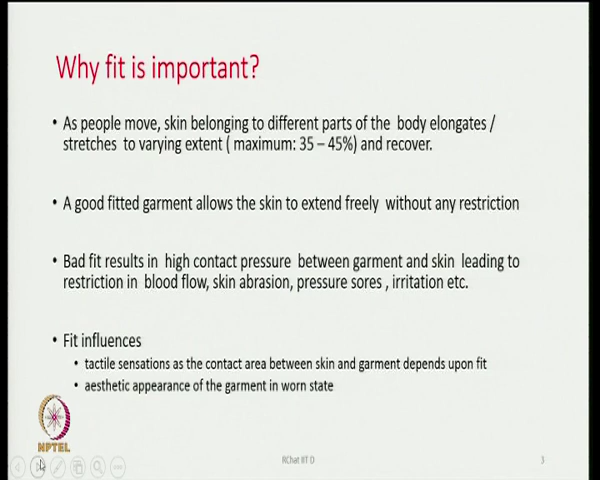 Why fit is important?
• As people move, skin belonging to different parts of the body elongates /
stretches to varying extent ( maximum: 35 – 45%) and recover.
• A good fitted garment allows the skin to extend freely without any restriction
• Bad fit results in high contact pressure between garment and skin leading to
restriction in blood flow, skin abrasion, pressure sores , irritation etc.
• Fit influences
• tactile sensations as the contact area between skin and garment depends upon fit
• aesthetic appearance of the garment in worn state
NPTEL
RChat IIT D
3